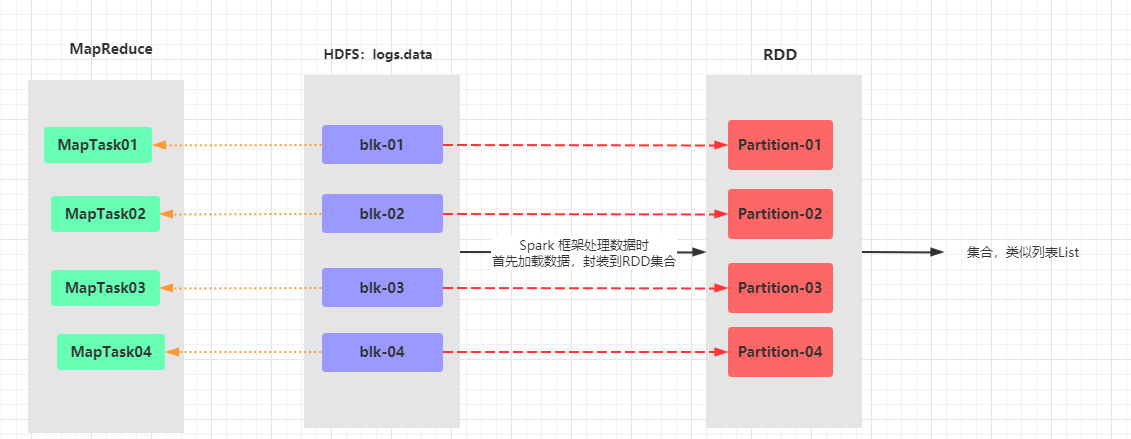 MapReduce
HDFS：logs.data
RDD
MapTask01
blk-01
Partition-01
MapTask02
blk-02
Partition-02
Spark 框架处理数据时
首先加载数据，封装到RDD集合
集合，类似列表List
MapTask03
blk-03
Partition-03
MapTask04
blk-04
Partition-04